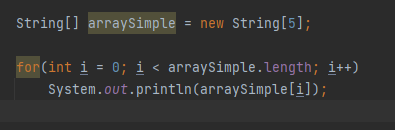 String[] arraySimple = new String[5];
for(int i = 0; i < arraySimple.length; i++)
System.out.println(arraySimple[i]);